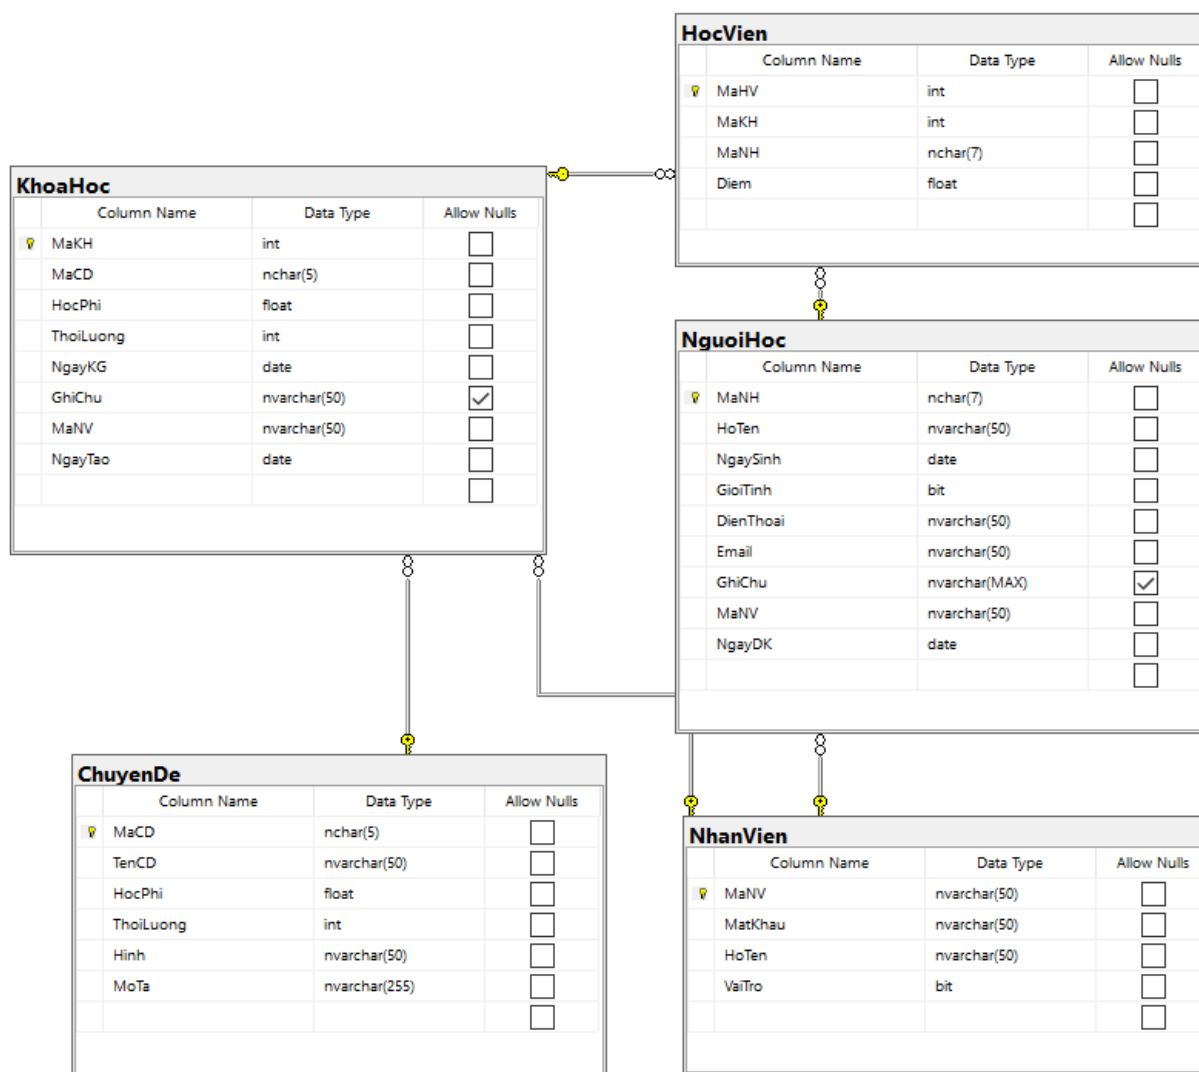 HocVien
Column Name Data Type Allow Nulls
MaHV int
MaKH int
MaNH nchar(7)
Diem float
KhoaHoc
Column Name Data Type Allow Nulls
MaKH int
MaCD nchar(5)
HocPhi float
ThoiLuong int
NgayKG date
GhiChu nvarchar(50)
MaNV nvarchar(50)
NgayTao date
NguoiHoc
Column Name Data Type Allow Nulls
MaNH nchar(7)
HoTen nvarchar(50)
NgaySinh date
GioiTinh bit
DienThoai nvarchar(50)
Email nvarchar(50)
GhiChu nvarchar(MAX)
MaNV nvarchar(50)
NgayDK date
ChuyenDe
Column Name Data Type Allow Nulls
MaCD nchar(5)
TenCD nvarchar(50)
HocPhi float
ThoiLuong int
Hinh nvarchar(50)
MoTa nvarchar(255)
NhanVien
Column Name Data Type Allow Nulls
MaNV nvarchar(50)
MatKhau nvarchar(50)
HoTen nvarchar(50)
VaiTro bit